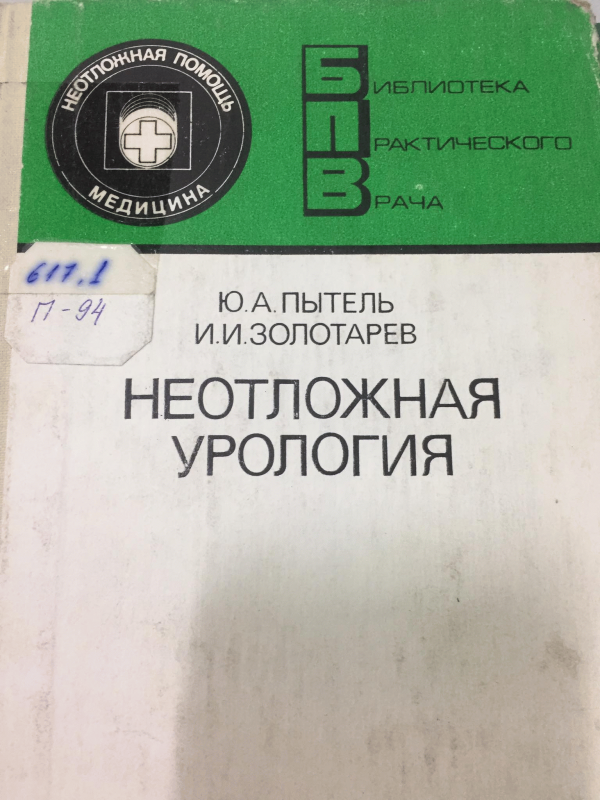 НЕОТЛОЖНАЯ ПОМОЩЬ
МЕДИЦИНА
БИБЛИОТЕКА
ПРАКТИЧЕСКОГО
ВРАЧА
617.1
П-94
Ю.А.ПЫТЕЛЬ
И.И.ЗОЛОТАРЕВ
НЕОТЛОЖНАЯ
УРОЛОГИЯ